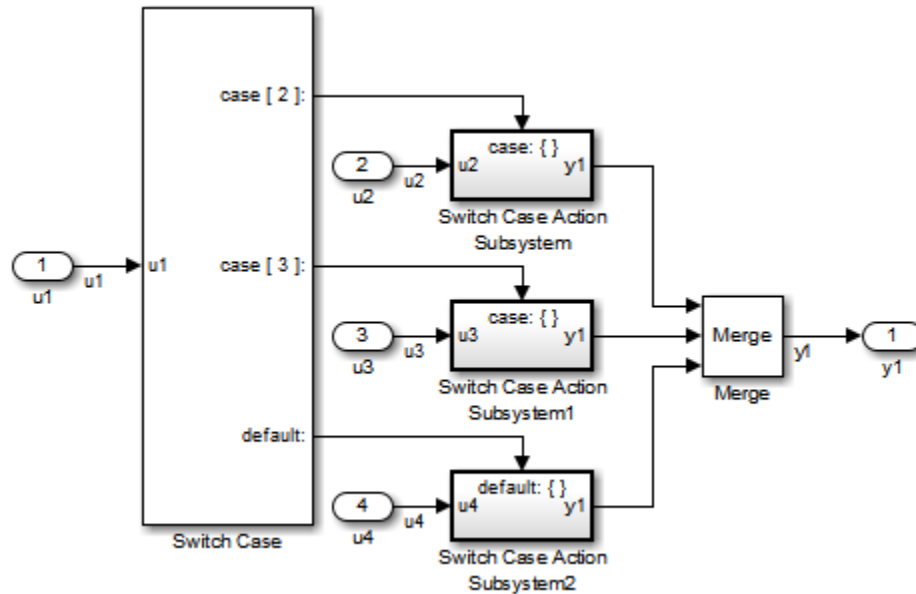 case [ 2 ]:
case: { }
2
u2
u2
y1
u2
Switch Case Action
Subsystem
1
u1
u1
u1
case [ 3 ]:
case: { }
3
u3
u3
y1
u3
Switch Case Action
Subsystem1
Merge
y1
1
y1
Merge
default:
default: { }
4
u4
u4
y1
u4
Switch Case Action
Subsystem2
Switch Case